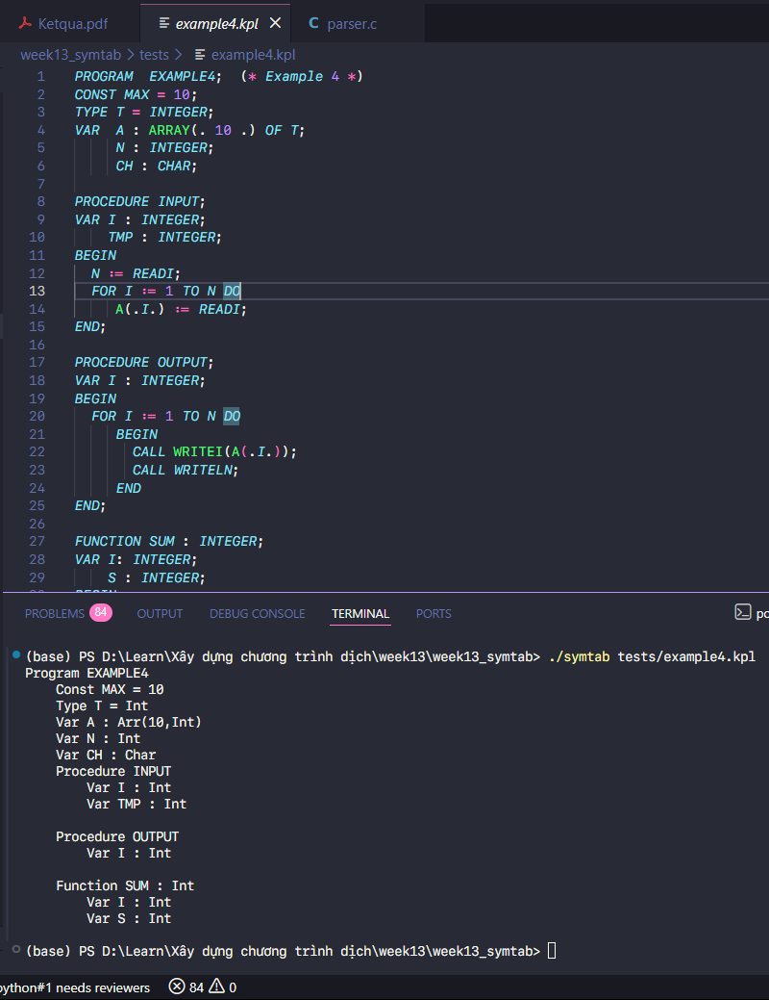 Ketqua.pdf example4.kpl parser.c
week13_symtab > tests > example4.kpl
1 PROGRAM EXAMPLE4; (* Example 4 *)
2 CONST MAX = 10;
3 TYPE T = INTEGER;
4 VAR A : ARRAY(. 10 .) OF T;
5 N : INTEGER;
6 CH : CHAR;
7
8 PROCEDURE INPUT;
9 VAR I : INTEGER;
10 TMP : INTEGER;
11 BEGIN
12 N := READI;
13 FOR I := 1 TO N DO
14 A(.I.) := READI;
15 END;
16
17 PROCEDURE OUTPUT;
18 VAR I : INTEGER;
19 BEGIN
20 FOR I := 1 TO N DO
21 BEGIN
22 CALL WRITEI(A(.I.));
23 CALL WRITELN;
24 END
25 END;
26
27 FUNCTION SUM : INTEGER;
28 VAR I: INTEGER;
29 S : INTEGER;
PROBLEMS 84 OUTPUT DEBUG CONSOLE TERMINAL PORTS
(base) PS D:\Learn\Xây dựng chương trình dịch\week13\week13_symtab> ./symtab tests/example4.kpl
Program EXAMPLE4
Const MAX = 10
Type T = Int
Var A : Arr(10,Int)
Var N : Int
Var CH : Char
Procedure INPUT
Var I : Int
Var TMP : Int
Procedure OUTPUT
Var I : Int
Function SUM : Int
Var I : Int
Var S : Int
(base) PS D:\Learn\Xây dựng chương trình dịch\week13\week13_symtab>
ython#1 needs reviewers 84 0